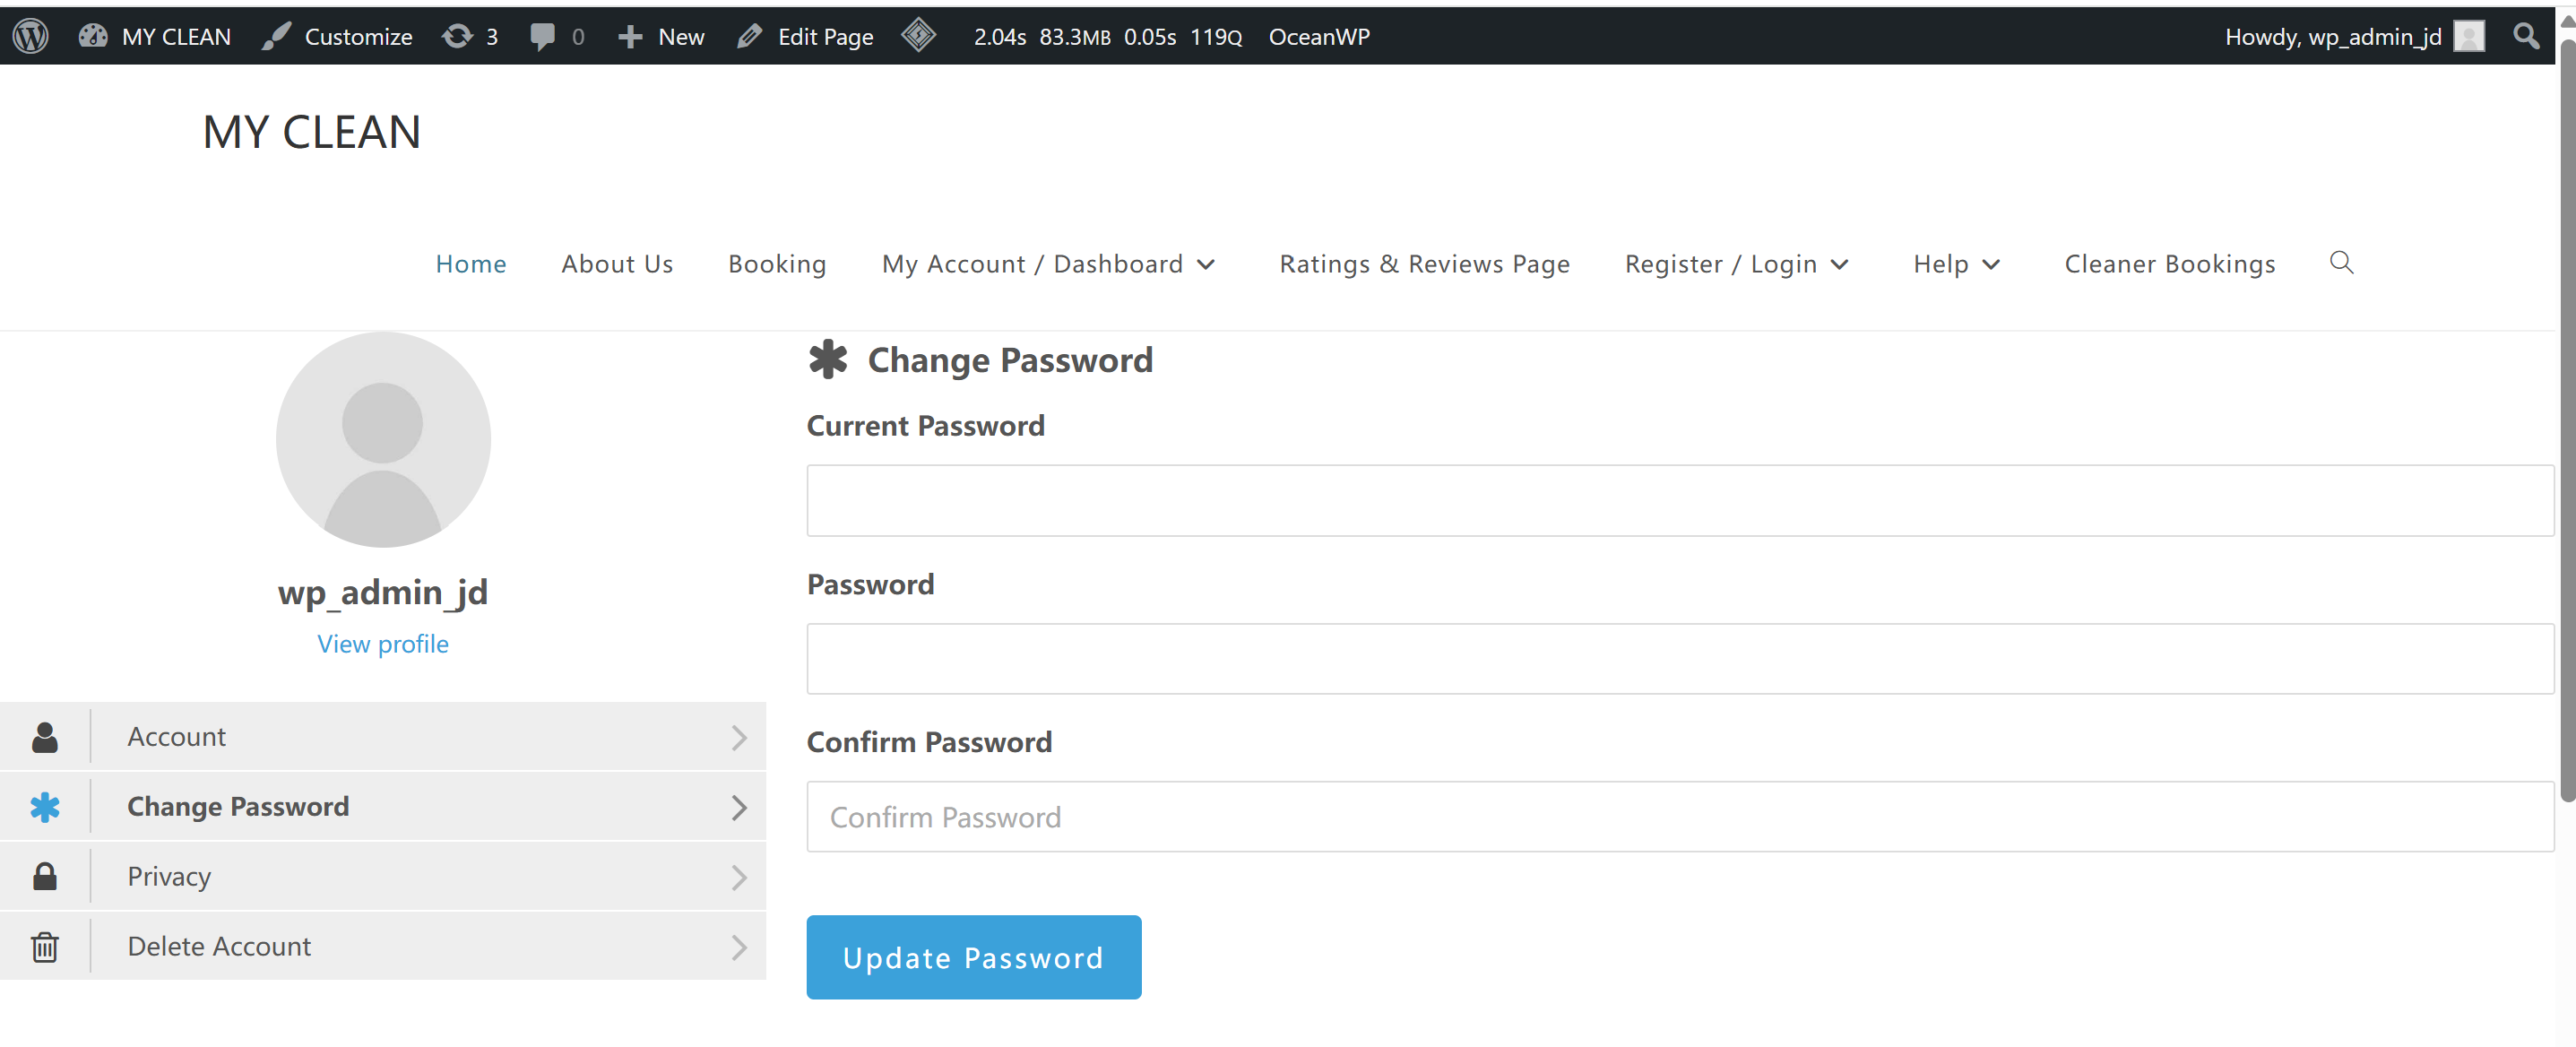 MY CLEAN Customize 3 0 New Edit Page 2.04s 83.3MB 0.05s 119Q OceanWP Howdy, wp_admin_jd
MY CLEAN
Home About Us Booking My Account / Dashboard Ratings & Reviews Page Register / Login Help Cleaner Bookings
wp_admin_jd
View profile
Account
Change Password
Privacy
Delete Account
Change Password
Current Password
Password
Confirm Password
Confirm Password
Update Password